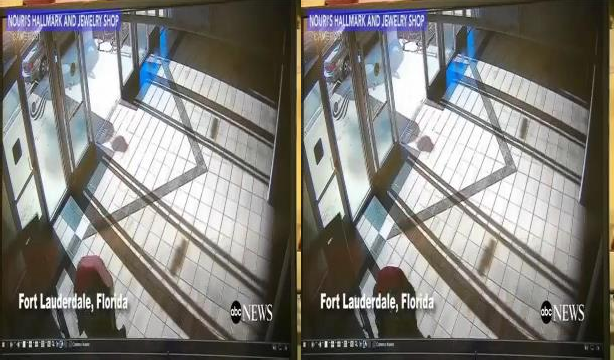 NOURI'S HALLMARK AND JEWELRY SHOP
Fort Lauderdale, Florida
abc NEWS
NOURI'S HALLMARK AND JEWELRY SHOP
Fort Lauderdale, Florida
abc NEWS